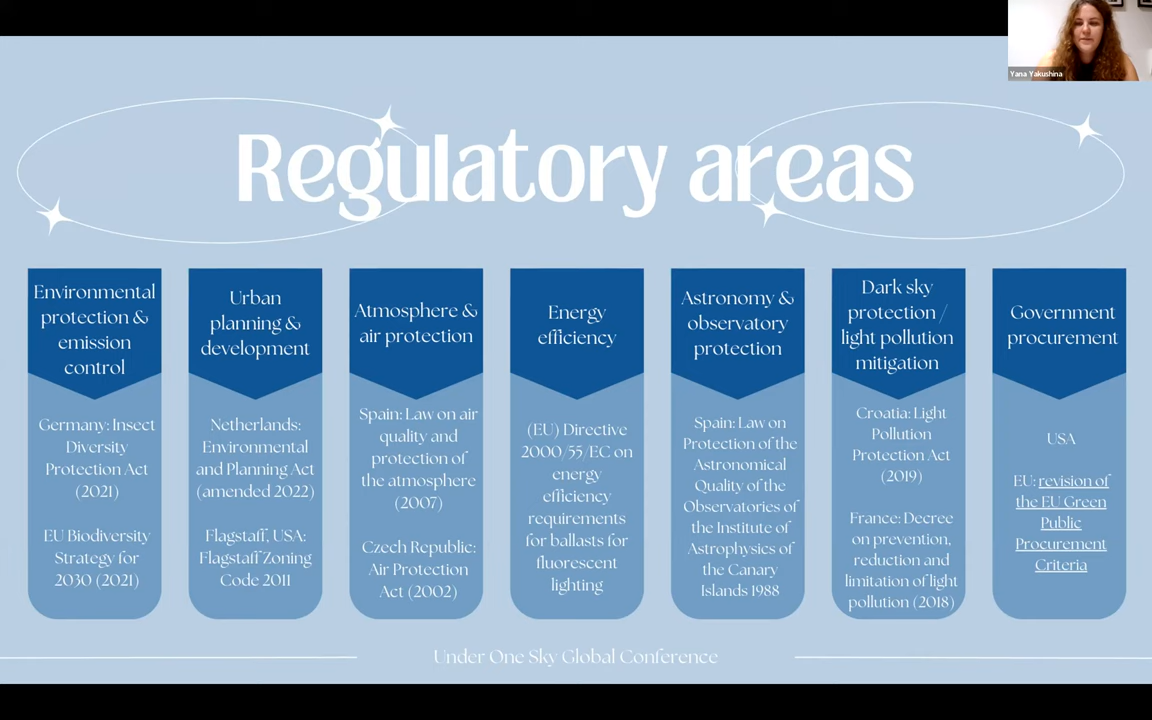 Yana Yakushina
Regulatory areas
Environmental
protection &
emission
control
Germany: Insect
Diversity
Protection Act
(2021)
EU Biodiversity
Strategy for
2030 (2021)
Urban
planning &
development
Netherlands:
Environmental
and Planning Act
(amended 2022)
Flagstaff, USA:
Flagstaff Zoning
Code 2011
Atmosphere &
air protection
Spain: Law on air
quality and
protection of
the atmosphere
(2007)
Czech Republic:
Air Protection
Act (2002)
Energy
efficiency
(EU) Directive
2000/55/EC on
energy
efficiency
requirements
for ballasts for
fluorescent
lighting
Astronomy &
observatory
protection
Spain: Law on
Protection of the
Astronomical
Quality of the
Observatories of
the Institute of
Astrophysics of
the Canary
Islands 1988
Dark sky
protection /
light pollution
mitigation
Croatia: Light
Pollution
Protection Act
(2019)
France: Decree
on prevention,
reduction and
limitation of light
pollution (2018)
Government
procurement
USA
EU: revision of
the EU Green
Public
Procurement
Criteria
Under One Sky Global Conference